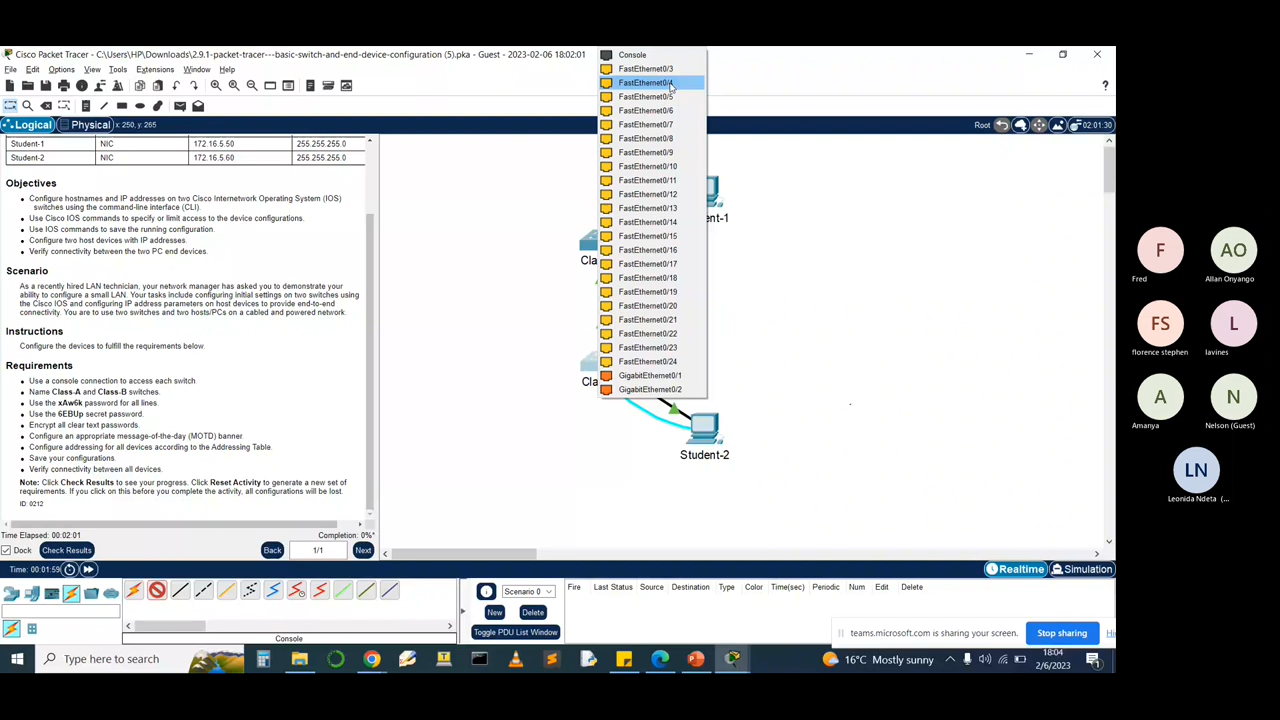 Cisco Packet Tracer - C:\Users\HP\Downloads\2.9.1-packet-tracer---basic-switch-and-end-device-configuration (5).pka - Guest - 2023-02-06 18:02:01
File Edit Options View Tools Extensions Window Help
?
Logical Physical x: 250, y: 265
Root 02:01:30
Student-1 NIC 172.16.5.50 255.255.255.0
Student-2 NIC 172.16.5.60 255.255.255.0
Objectives
Configure hostnames and IP addresses on two Cisco Internetwork Operating System (IOS)
switches using the command-line interface (CLI).
Use Cisco IOS commands to specify or limit access to the device configurations.
Use IOS commands to save the running configuration.
Configure two host devices with IP addresses.
Verify connectivity between the two PC end devices.
Scenario
As a recently hired LAN technician, your network manager has asked you to demonstrate your
ability to configure a small LAN. Your tasks include configuring initial settings on two switches
using the Cisco IOS and configuring IP address parameters on host devices to provide end-to-end
connectivity. You are to use two switches and two hosts/PCs on a cabled and powered network.
Instructions
Configure the devices to fulfill the requirements below.
Requirements
Use a console connection to access each switch.
Name Class-A and Class-B switches.
Use the xAw6k password for all lines.
Use the 6EBUp secret password.
Encrypt all clear text passwords.
Configure an appropriate message-of-the-day (MOTD) banner.
Configure addressing for all devices according to the Addressing Table.
Save your configurations.
Verify connectivity between all devices.
Note: Click Check Results to see your progress. Click Reset Activity to generate a new set of
requirements. If you click on this before you complete the activity, all configurations will be lost.
ID: 0212
Time Elapsed: 00:02:01 Completion: 0%
Dock Check Results Back 1/1 Next
Console
FastEthernet0/3
FastEthernet0/4
FastEthernet0/5
FastEthernet0/6
FastEthernet0/7
FastEthernet0/8
FastEthernet0/9
FastEthernet0/10
FastEthernet0/11
FastEthernet0/12
FastEthernet0/13
FastEthernet0/14
FastEthernet0/15
FastEthernet0/16
FastEthernet0/17
FastEthernet0/18
FastEthernet0/19
FastEthernet0/20
FastEthernet0/21
FastEthernet0/22
FastEthernet0/23
FastEthernet0/24
GigabitEthernet0/1
GigabitEthernet0/2
ent-1
Cla
Cla
Student-2
Time: 00:01:59
Realtime Simulation
Scenario 0
New Delete
Toggle PDU List Window
Fire Last Status Source Destination Type Color Time(sec) Periodic Num Edit Delete
Console
teams.microsoft.com is sharing your screen. Stop sharing Hi
Type here to search
16°C Mostly sunny
18:04
2/6/2023
1
F AO
Fred Allan Onyango
FS L
florence stephen lavines
A N
Amanya Nelson (Guest)
LN
Leonida Ndeta (...